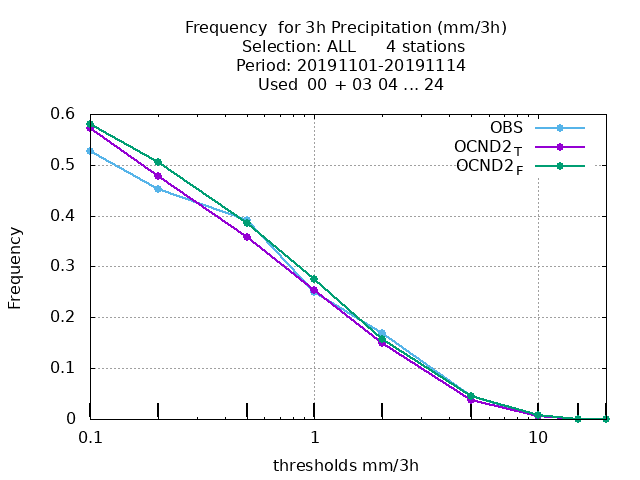 Frequency  for 3h Precipitation (mm/3h)
Selection: ALL      4 stations
Period: 20191101-20191114
Used  00  + 03 04 ... 24
0.6
OBS
OCND2 T
OCND2 F
0.5
0.4
0.3
0.2
0.1
0
Frequency
0.1 1 10
thresholds mm/3h